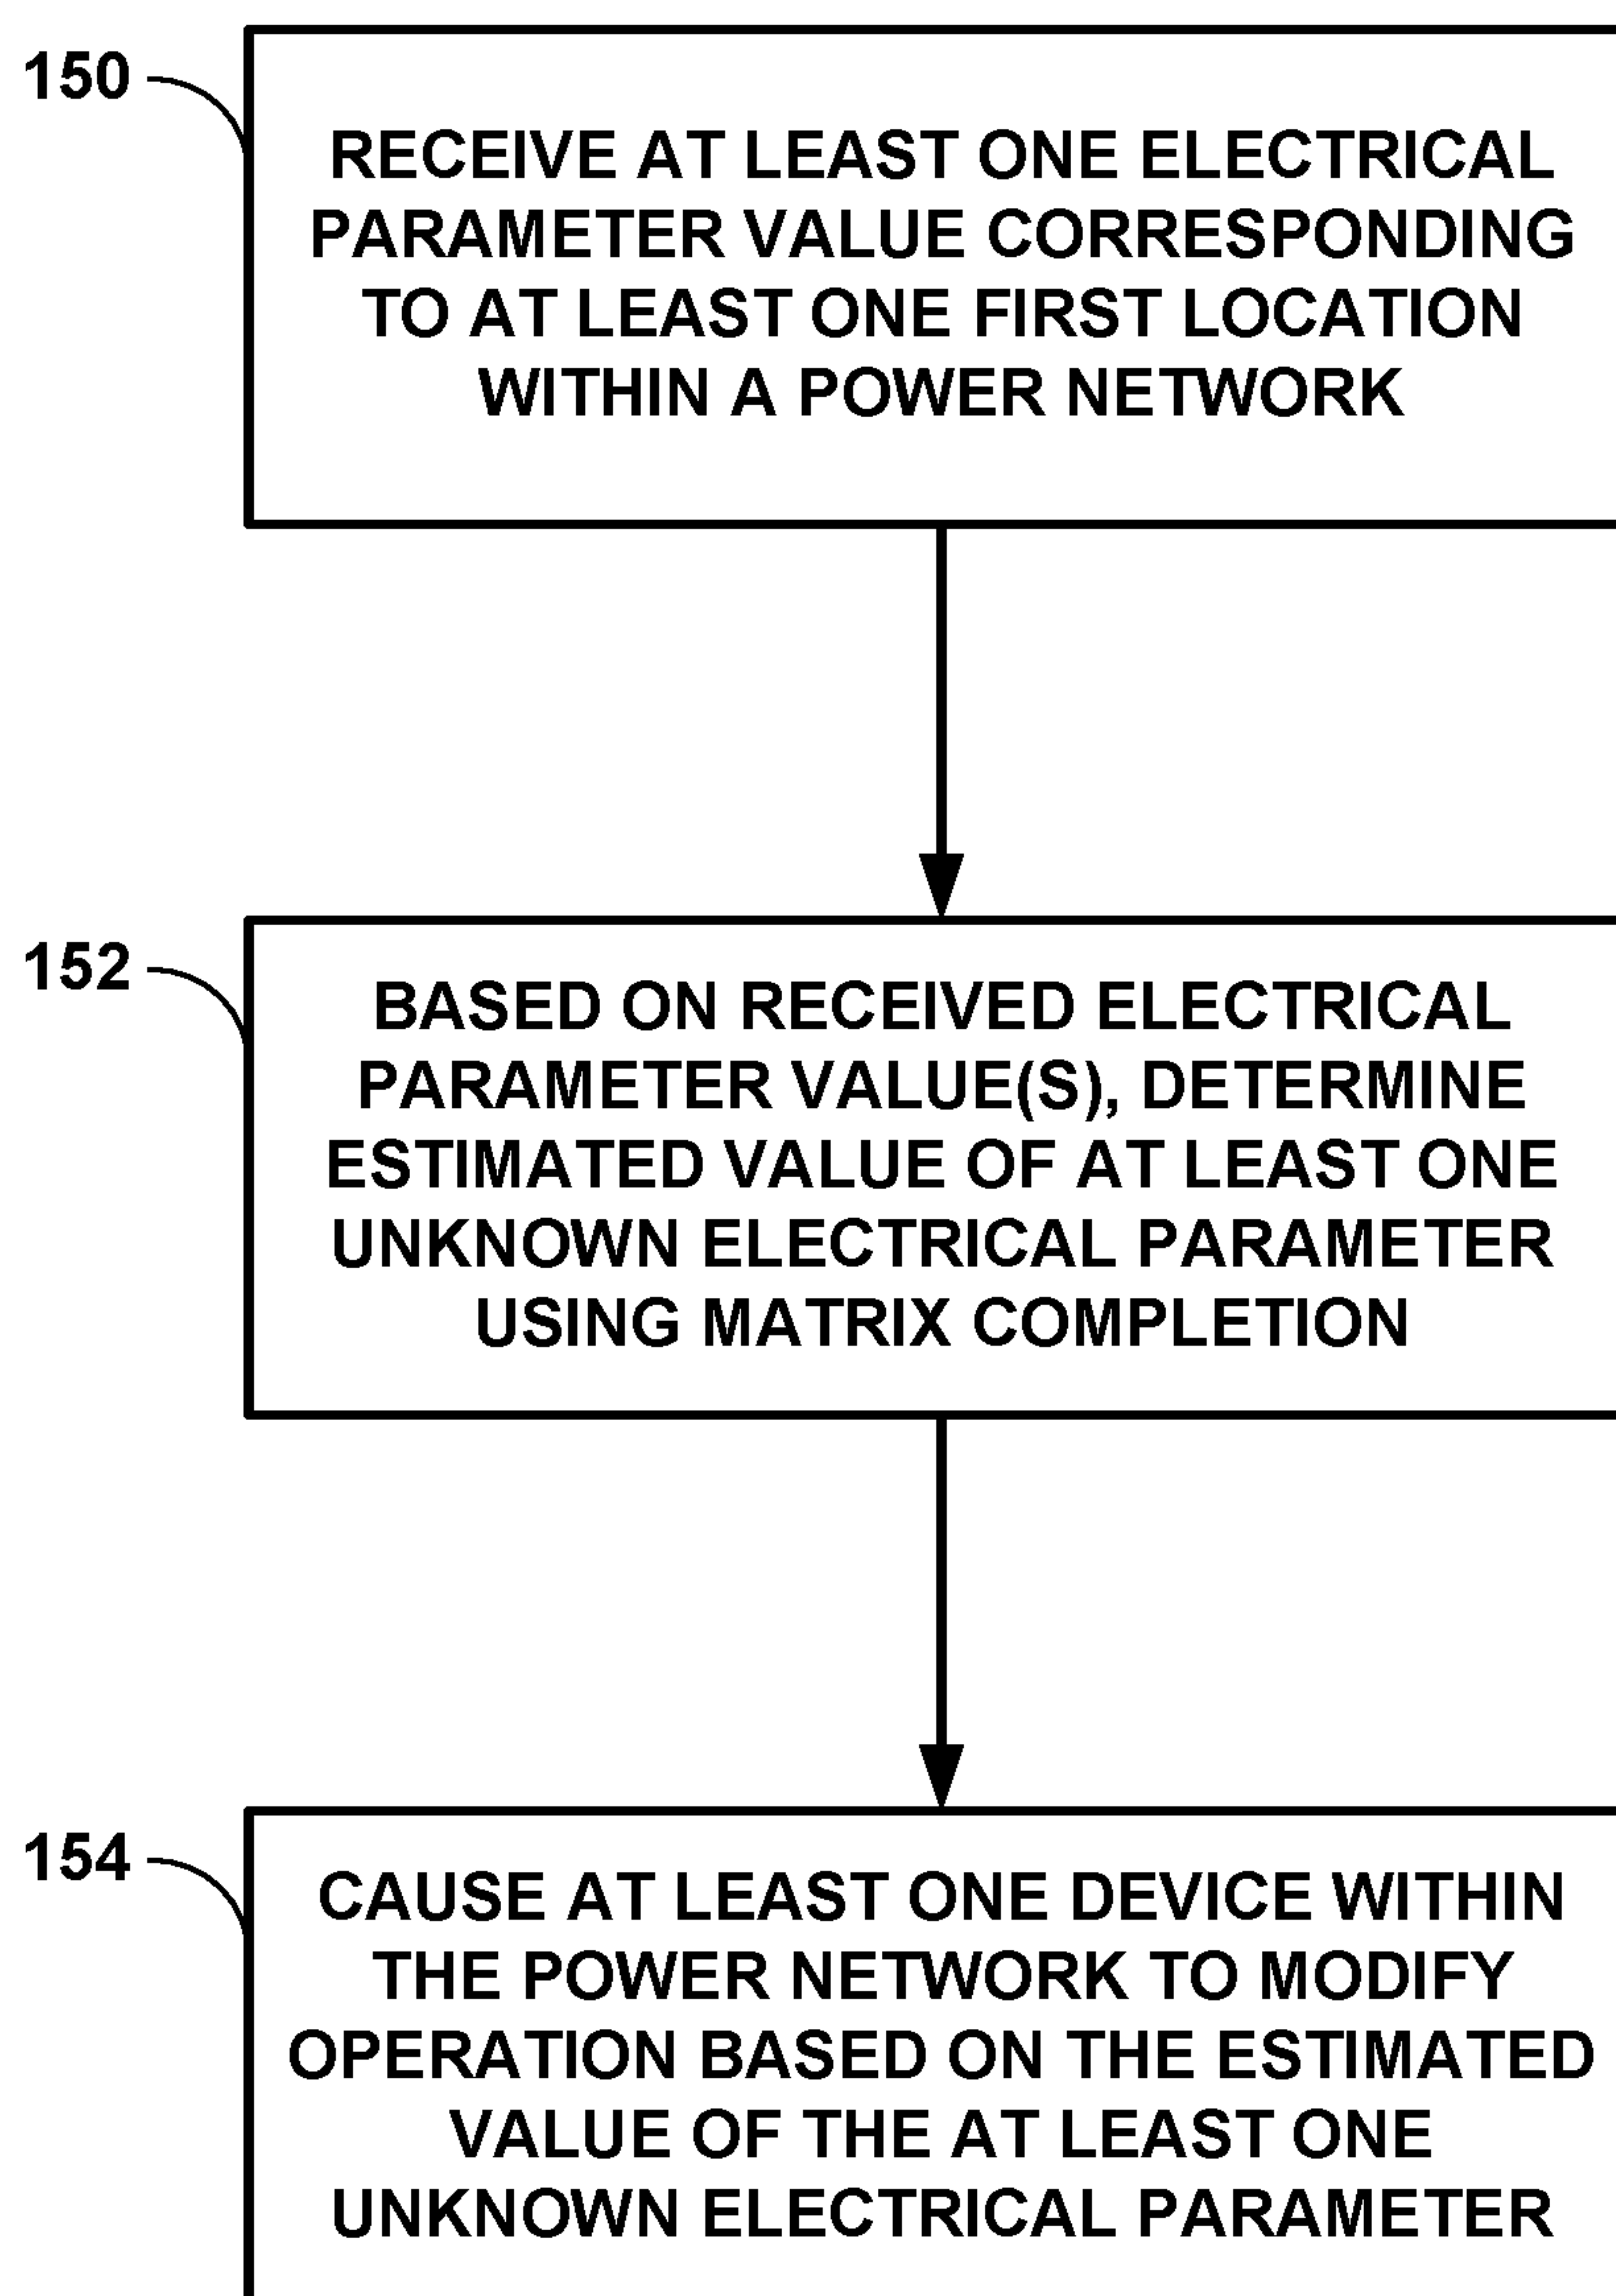 150
RECEIVE AT LEAST ONE ELECTRICAL
PARAMETER VALUE CORRESPONDING
TO AT LEAST ONE FIRST LOCATION
WITHIN A POWER NETWORK
152
BASED ON RECEIVED ELECTRICAL
PARAMETER VALUE(S), DETERMINE
ESTIMATED VALUE OF AT LEAST ONE
UNKNOWN ELECTRICAL PARAMETER
USING MATRIX COMPLETION
154
CAUSE AT LEAST ONE DEVICE WITHIN
THE POWER NETWORK TO MODIFY
OPERATION BASED ON THE ESTIMATED
VALUE OF THE AT LEAST ONE
UNKNOWN ELECTRICAL PARAMETER